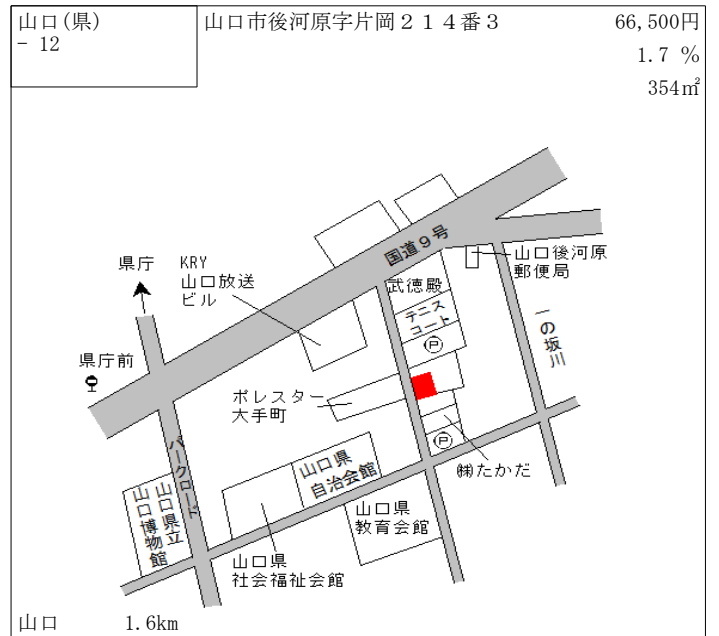 山口(県)
- 12
山口市後河原字片岡２１４番３
66,500円
1.7 %
354㎡
国道９号
県庁
KRY
山口放送
ビル
山口後河原
郵便局
武徳殿
テニス
コート
Ｐ
一の坂川
県庁前
ポレスター
大手町
パークロード
山口県
自治会館
Ｐ
㈱たかだ
山口県立
山口博物館
山口県
教育会館
山口県
社会福祉会館
山口
1.6km